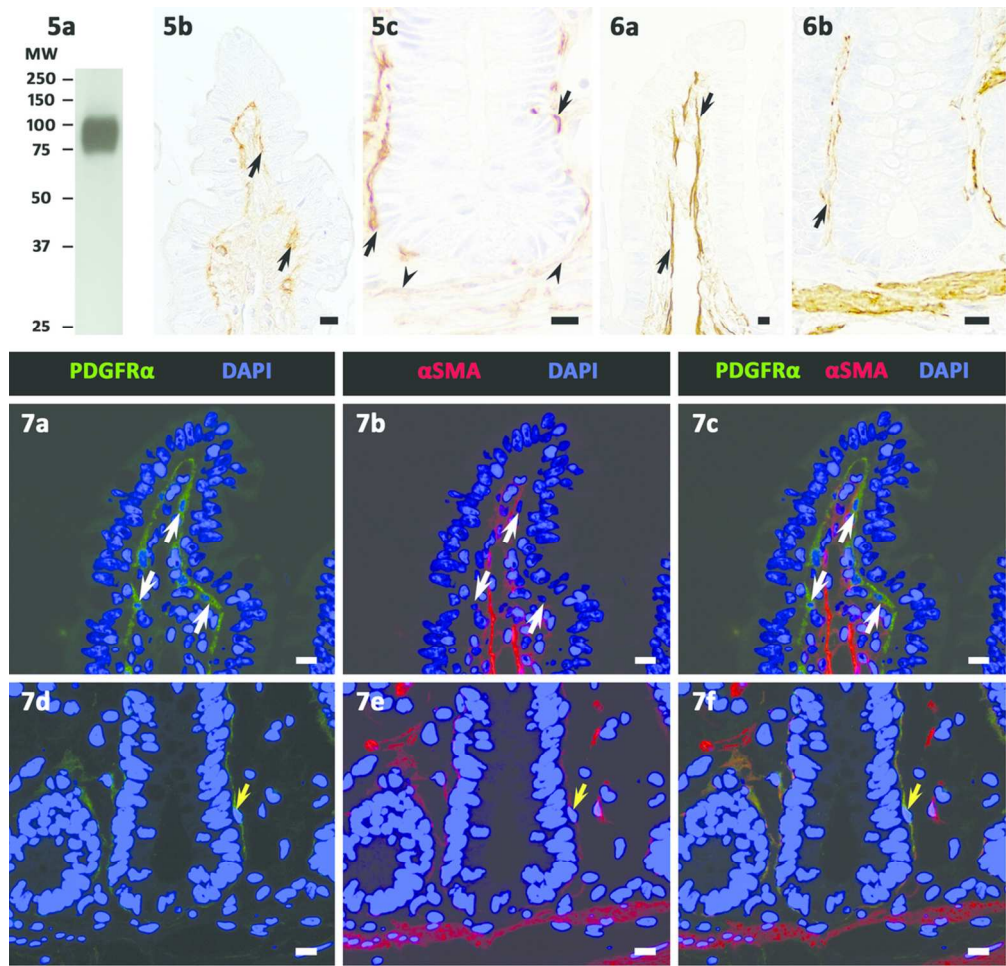 5a
5b
5c
6a
6b
MW
250
150
100
75
50
37
25
PDGFRα DAPI
αSMA DAPI
PDGFRα αSMA DAPI
7a
7b
7c
7d
7e
7f